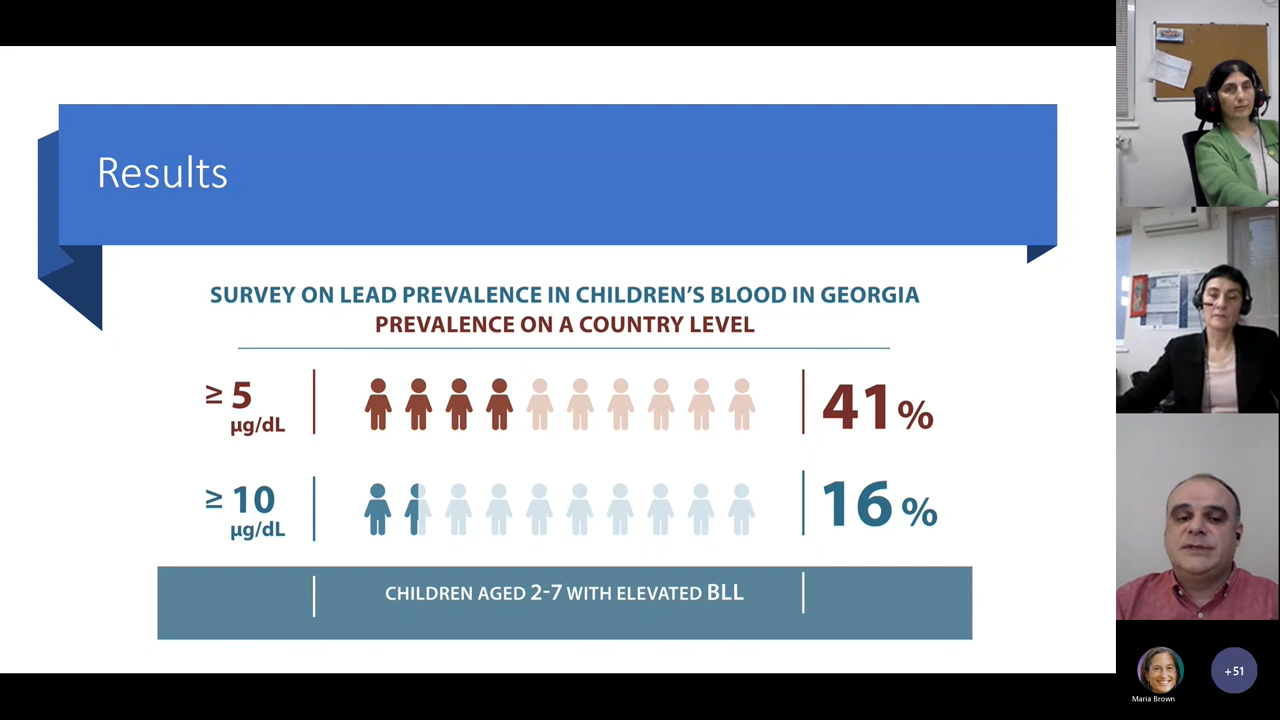 Results
SURVEY ON LEAD PREVALENCE IN CHILDREN'S BLOOD IN GEORGIA
PREVALENCE ON A COUNTRY LEVEL
≥ 5
µg/dL
41%
≥ 10
µg/dL
16 %
CHILDREN AGED 2-7 WITH ELEVATED BLL
+51
Maria Brown